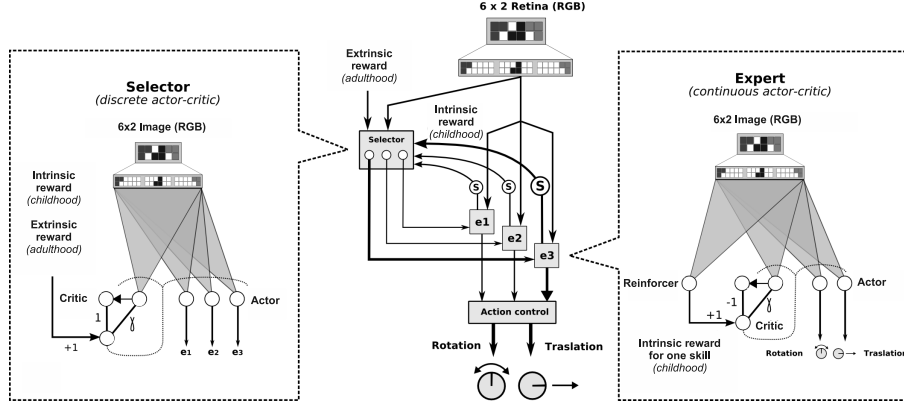 6 x 2 Retina (RGB)
Extrinsic
reward
(adulthood)
Intrinsic
reward
(childhood)
Selector
S
S
S
e1
e2
e3
Action control
Rotation
Traslation
Selector
(discrete actor-critic)
6x2 Image (RGB)
Intrinsic
reward
(childhood)
Extrinsic
reward
(adulthood)
Critic
Actor
1
γ
+1
e1
e2
e3
Expert
(continuous actor-critic)
6x2 Image (RGB)
Reinforcer
Actor
-1
γ
+1
Critic
Intrinsic reward
for one skill
(childhood)
Rotation
Traslation